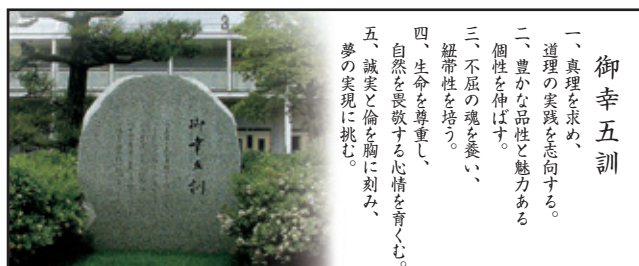 御幸五訓
一、真理を求め、
道理の実践を志向する。
二、豊かな品性と魅力ある
個性を伸ばす。
三、不屈の魂を養い、
紐帯性を培う。
四、生命を尊重し、
自然を畏敬する心情を育くむ。
五、誠実と倫を胸に刻み、
夢の実現に挑む。
御幸五訓